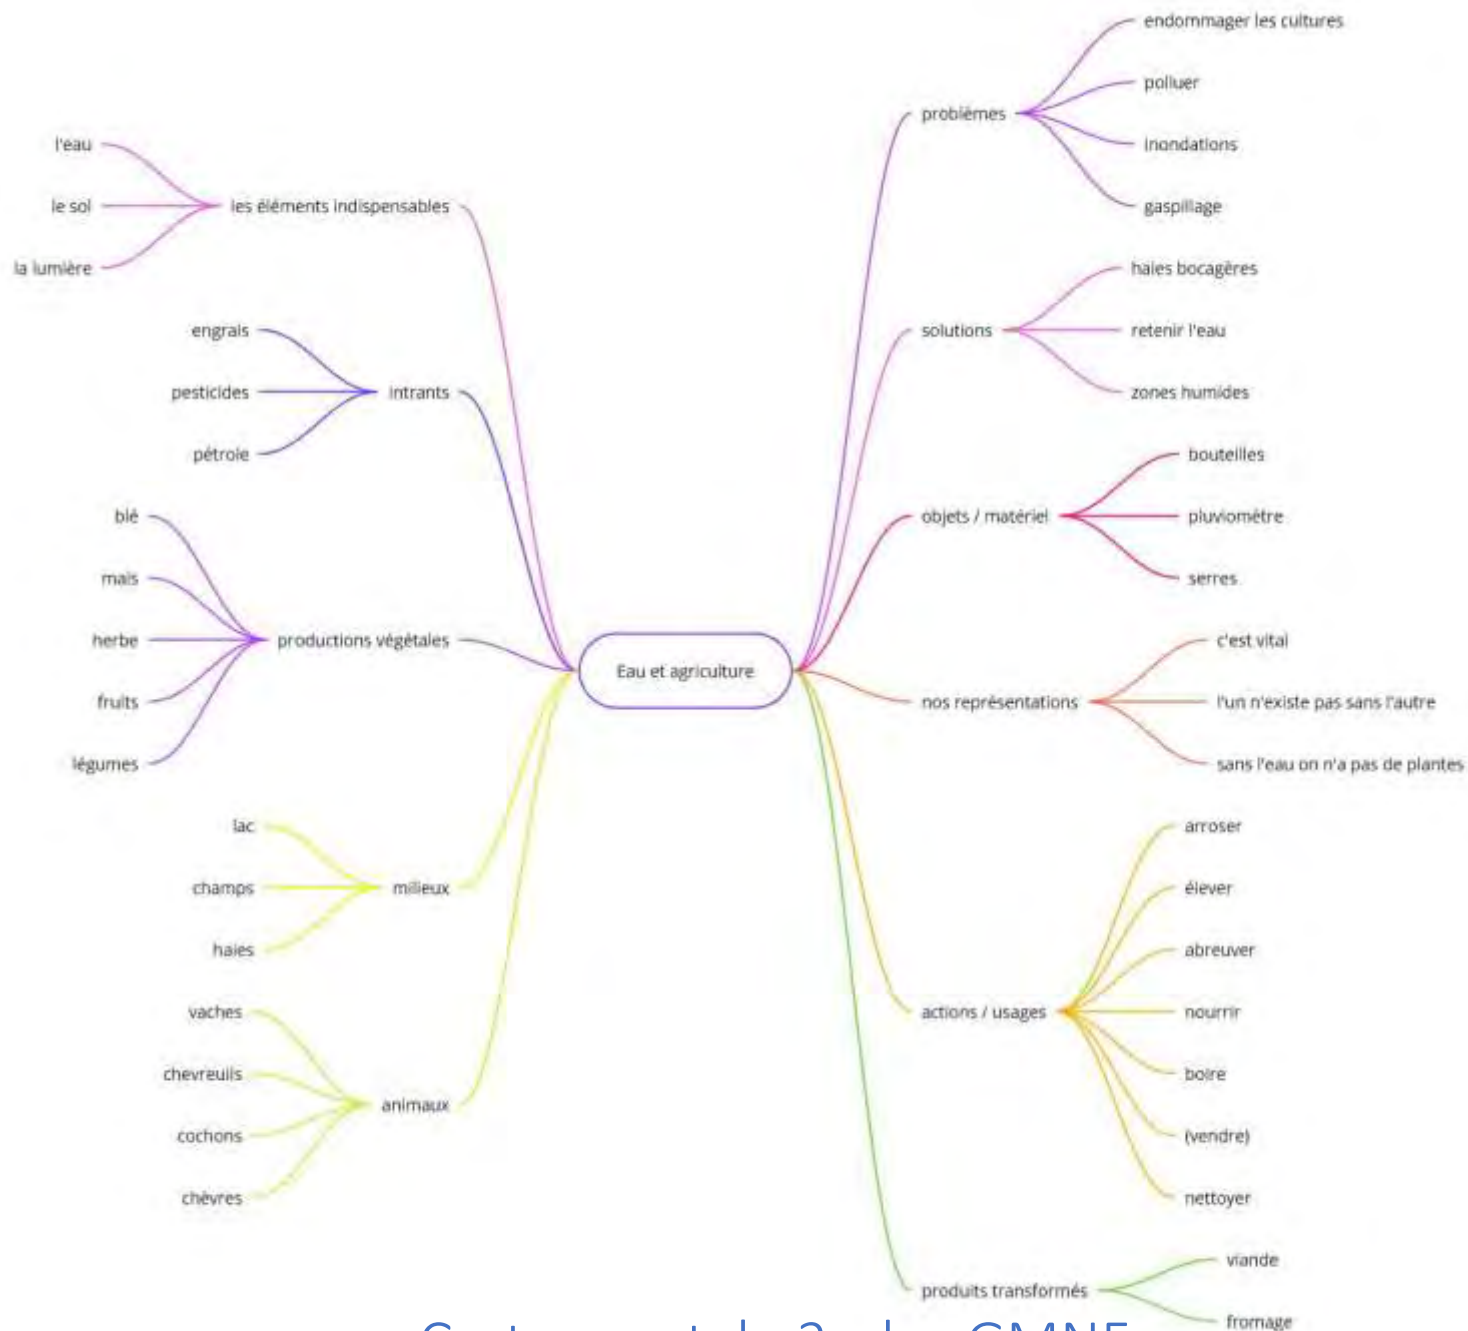 Eau et agriculture
les éléments indispensables
l'eau
le sol
la lumière
intrants
engrais
pesticides
pétrole
productions végétales
blé
maïs
herbe
fruits
légumes
milieux
lac
champs
haies
animaux
vaches
chevreuils
cochons
chèvres
problèmes
endommager les cultures
polluer
inondations
gaspillage
solutions
haies bocagères
retenir l'eau
zones humides
objets / matériel
bouteilles
pluviomètre
serres
nos représentations
c'est vital
l'un n'existe pas sans l'autre
sans l'eau on n'a pas de plantes
actions / usages
arroser
élever
abreuver
nourrir
boire
(vendre)
nettoyer
produits transformés
viande
fromage